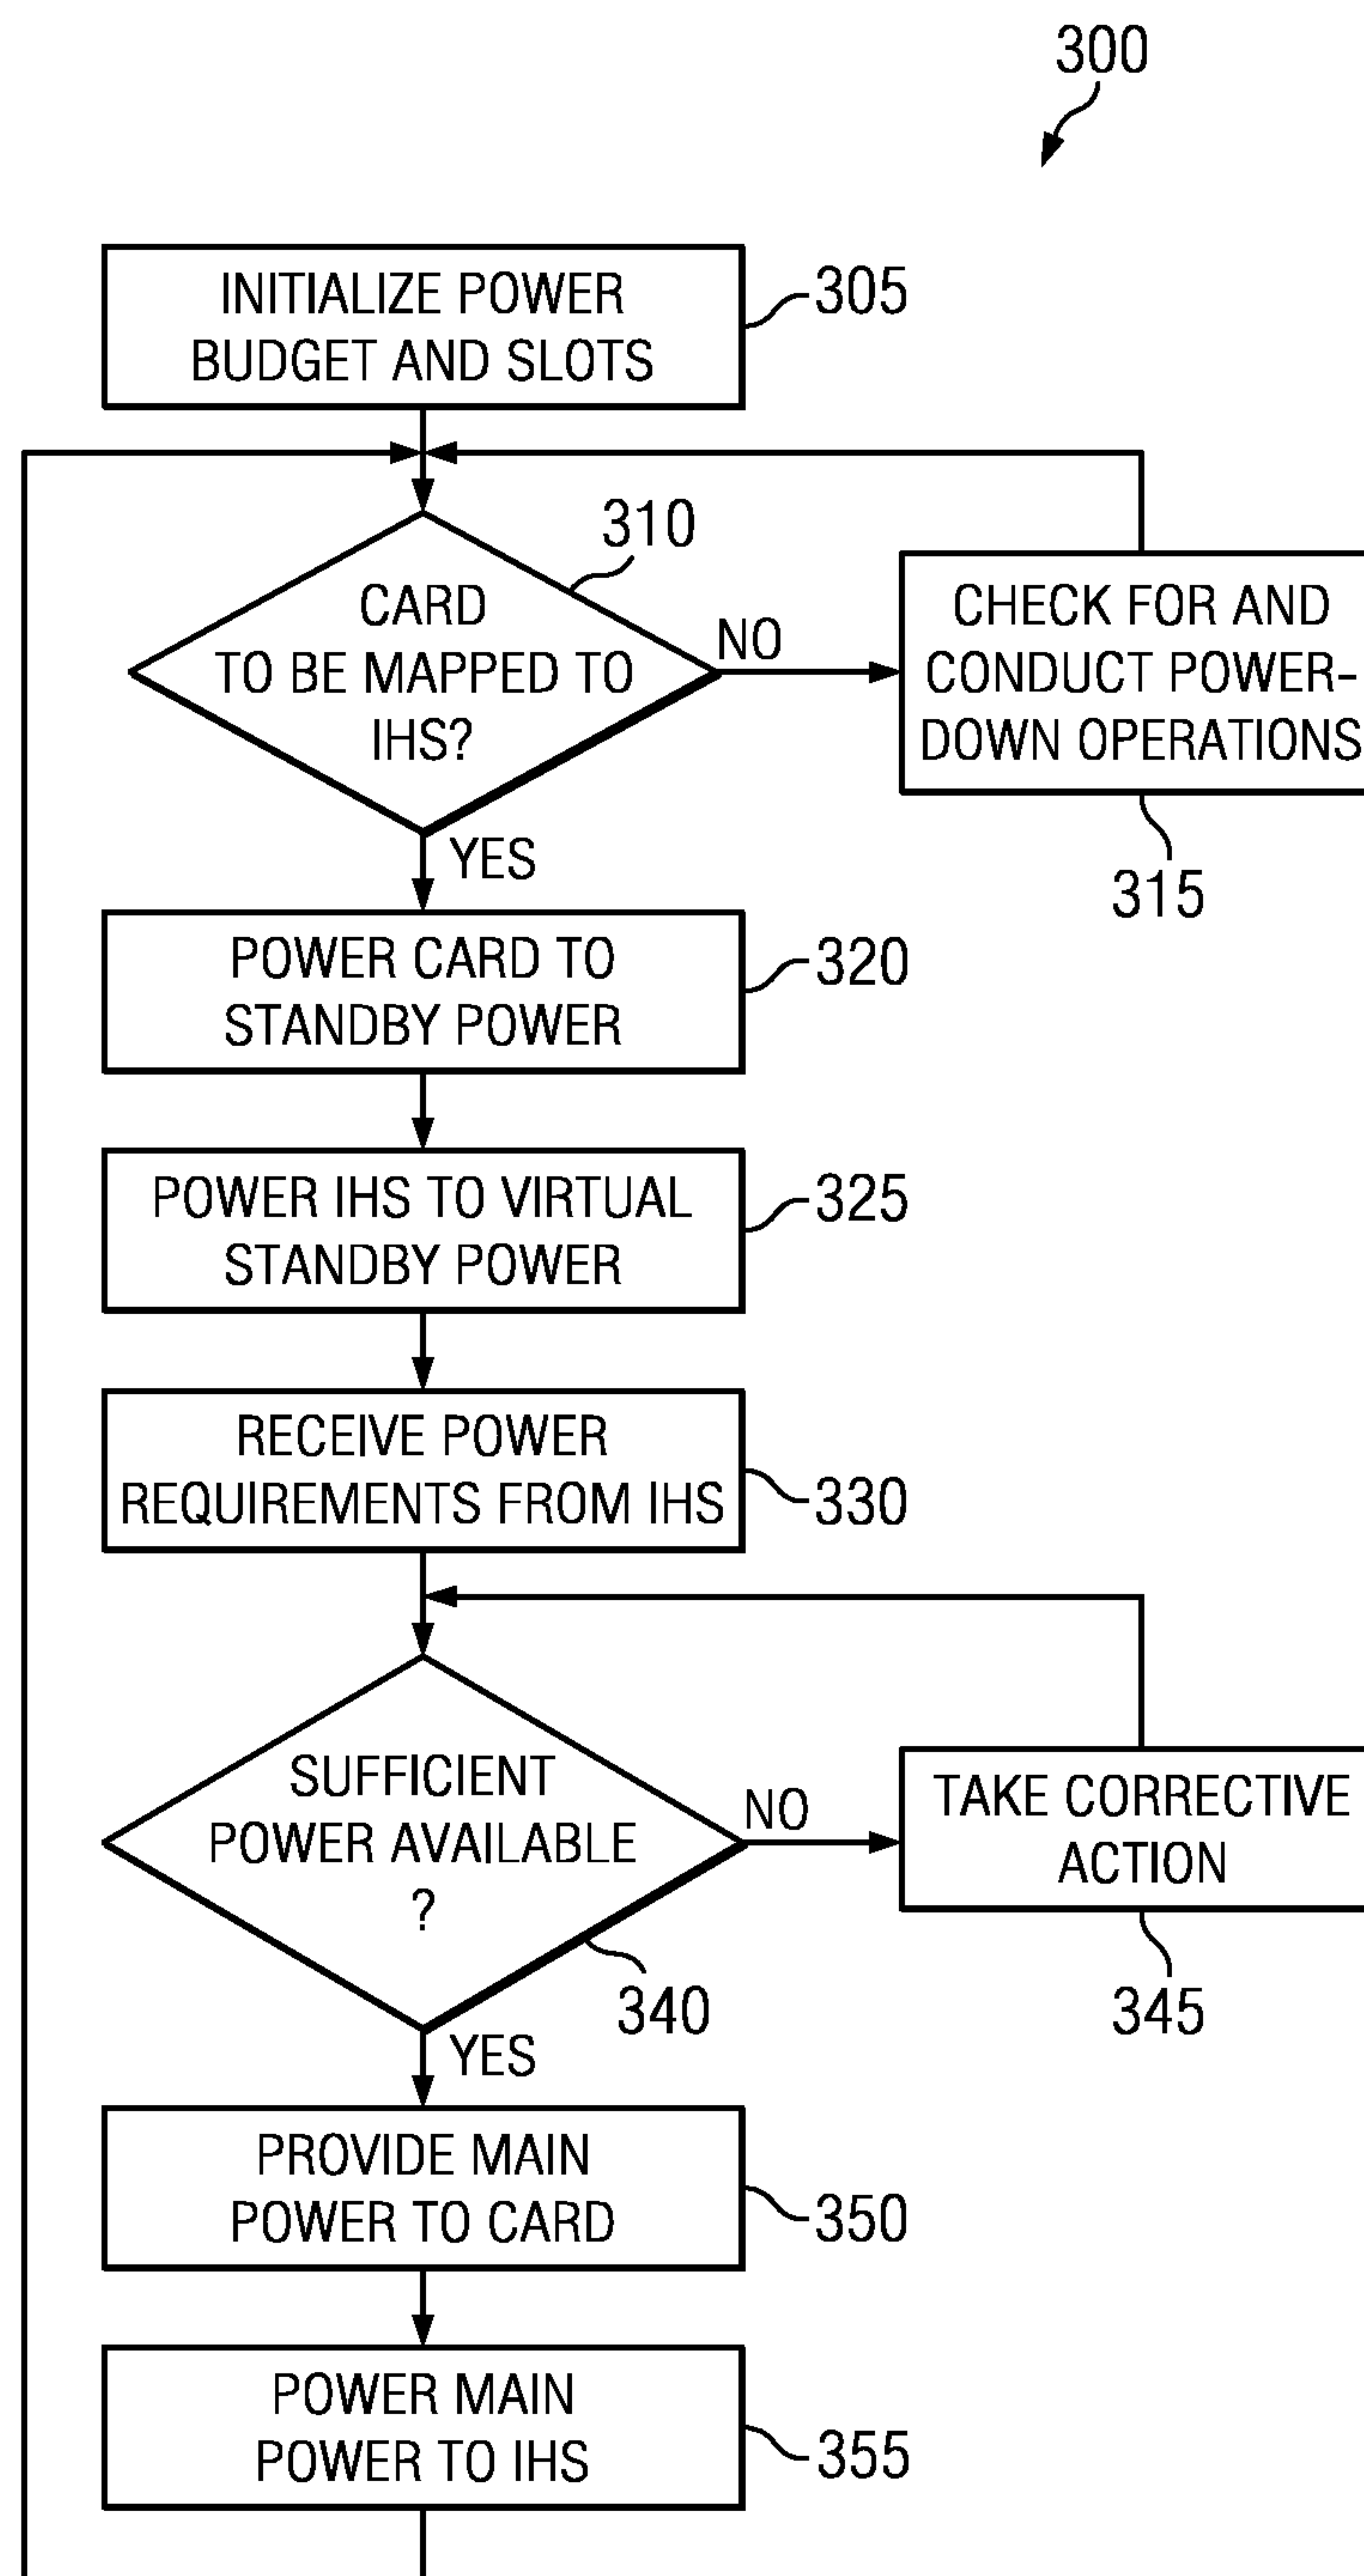 300
INITIALIZE POWER
BUDGET AND SLOTS
305
310
CARD
TO BE MAPPED TO
IHS?
NO
CHECK FOR AND
CONDUCT POWER-
DOWN OPERATIONS
315
YES
POWER CARD TO
STANDBY POWER
320
POWER IHS TO VIRTUAL
STANDBY POWER
325
RECEIVE POWER
REQUIREMENTS FROM IHS
330
SUFFICIENT
POWER AVAILABLE
?
340
NO
TAKE CORRECTIVE
ACTION
345
YES
PROVIDE MAIN
POWER TO CARD
350
POWER MAIN
POWER TO IHS
355